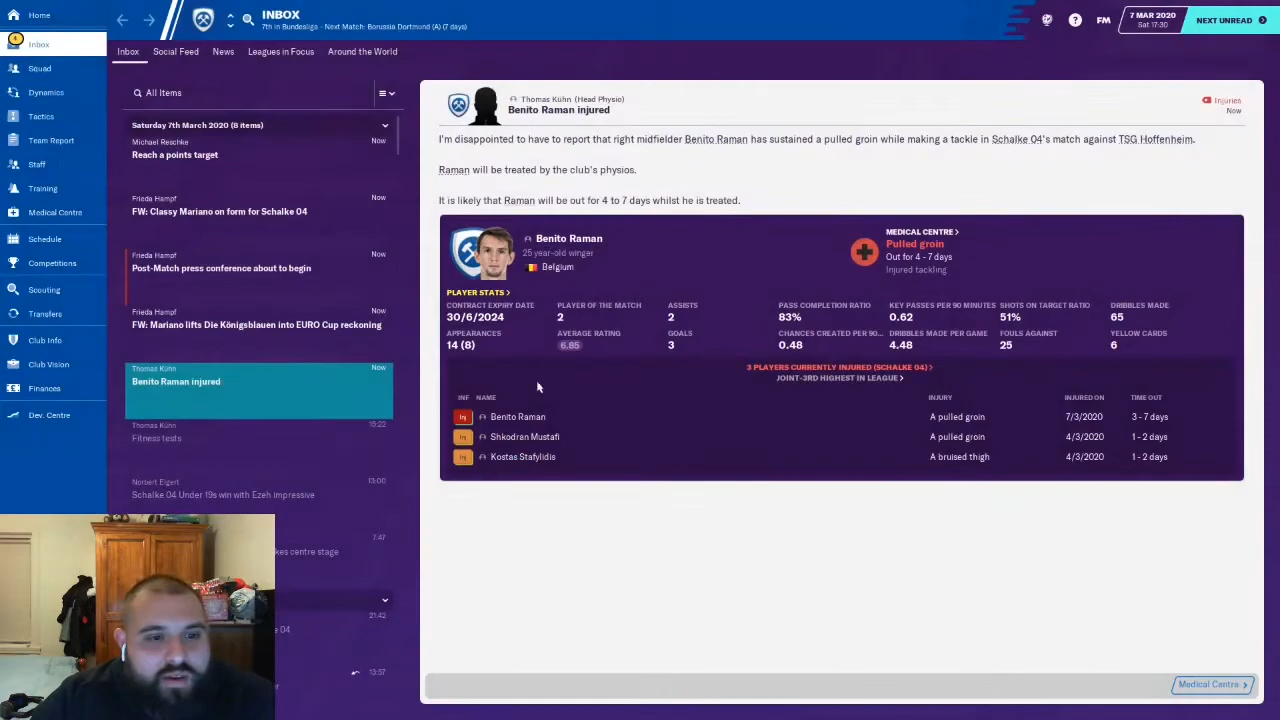 Home
Inbox
Squad
Dynamics
Tactics
Team Report
Staff
Training
Medical Centre
Schedule
Competitions
Scouting
Transfers
Club Info
Club Vision
Finances
Dev. Centre
INBOX
7th in Bundesliga - Next Match: Borussia Dortmund (A) (7 days)
FM
7 MAR 2020
Sat 17:30
NEXT UNREAD
Inbox
Social Feed
News
Leagues in Focus
Around the World
All Items
Saturday 7th March 2020 (8 items)
Michael Reschke
Now
Reach a points target
Frieda Hampf
Now
FW: Classy Mariano on form for Schalke 04
Frieda Hampf
Now
Post-Match press conference about to begin
Frieda Hampf
Now
FW: Mariano lifts Die Königsblauen into EURO Cup reckoning
Thomas Kühn
Now
Benito Raman injured
Thomas Kühn
Fitness tests
Norbert Elgert
13:00
Schalke 04 Under 19s win with Ezeh impressive
7:47
kes centre stage
21:42
e 04
13:57
Thomas Kühn (Head Physio)
Benito Raman injured
Injuries
Now
I'm disappointed to have to report that right midfielder Benito Raman has sustained a pulled groin while making a tackle in Schalke 04's match against TSG Hoffenheim.
Raman will be treated by the club's physios.
It is likely that Raman will be out for 4 to 7 days whilst he is treated.
Benito Raman
25 year-old winger
Belgium
MEDICAL CENTRE >
Pulled groin
Out for 4 - 7 days
Injured tackling
PLAYER STATS >
CONTRACT EXPIRY DATE
PLAYER OF THE MATCH
ASSISTS
PASS COMPLETION RATIO
KEY PASSES PER 90 MINUTES
SHOTS ON TARGET RATIO
DRIBBLES MADE
30/6/2024
2
2
83%
0.62
51%
65
APPEARANCES
AVERAGE RATING
GOALS
CHANCES CREATED PER 90...
DRIBBLES MADE PER GAME
FOULS AGAINST
YELLOW CARDS
14 (8)
6.85
3
0.48
4.48
25
6
3 PLAYERS CURRENTLY INJURED (SCHALKE 04) >
JOINT-3RD HIGHEST IN LEAGUE >
INF
NAME
INJURY
INJURED ON
TIME OUT
Inj
Benito Raman
A pulled groin
7/3/2020
3 - 7 days
Inj
Shkodran Mustafi
A pulled groin
4/3/2020
1 - 2 days
Inj
Kostas Stafylidis
A bruised thigh
4/3/2020
1 - 2 days
Medical Centre >